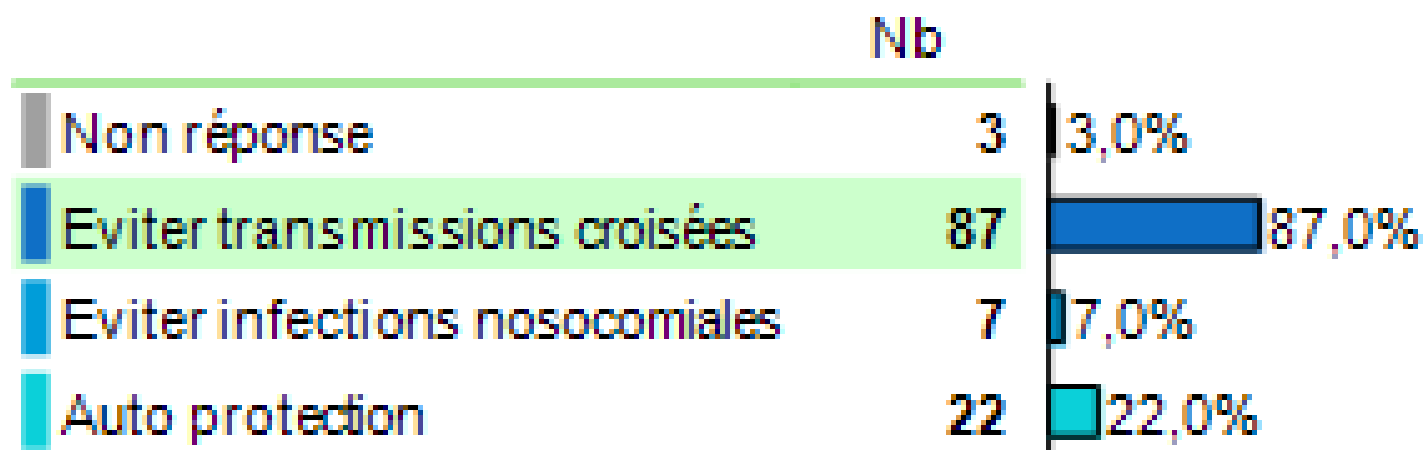 Nb
Non réponse 3 3,0%
Eviter transmissions croisées 87 87,0%
Eviter infections nosocomiales 7 7,0%
Auto protection 22 22,0%